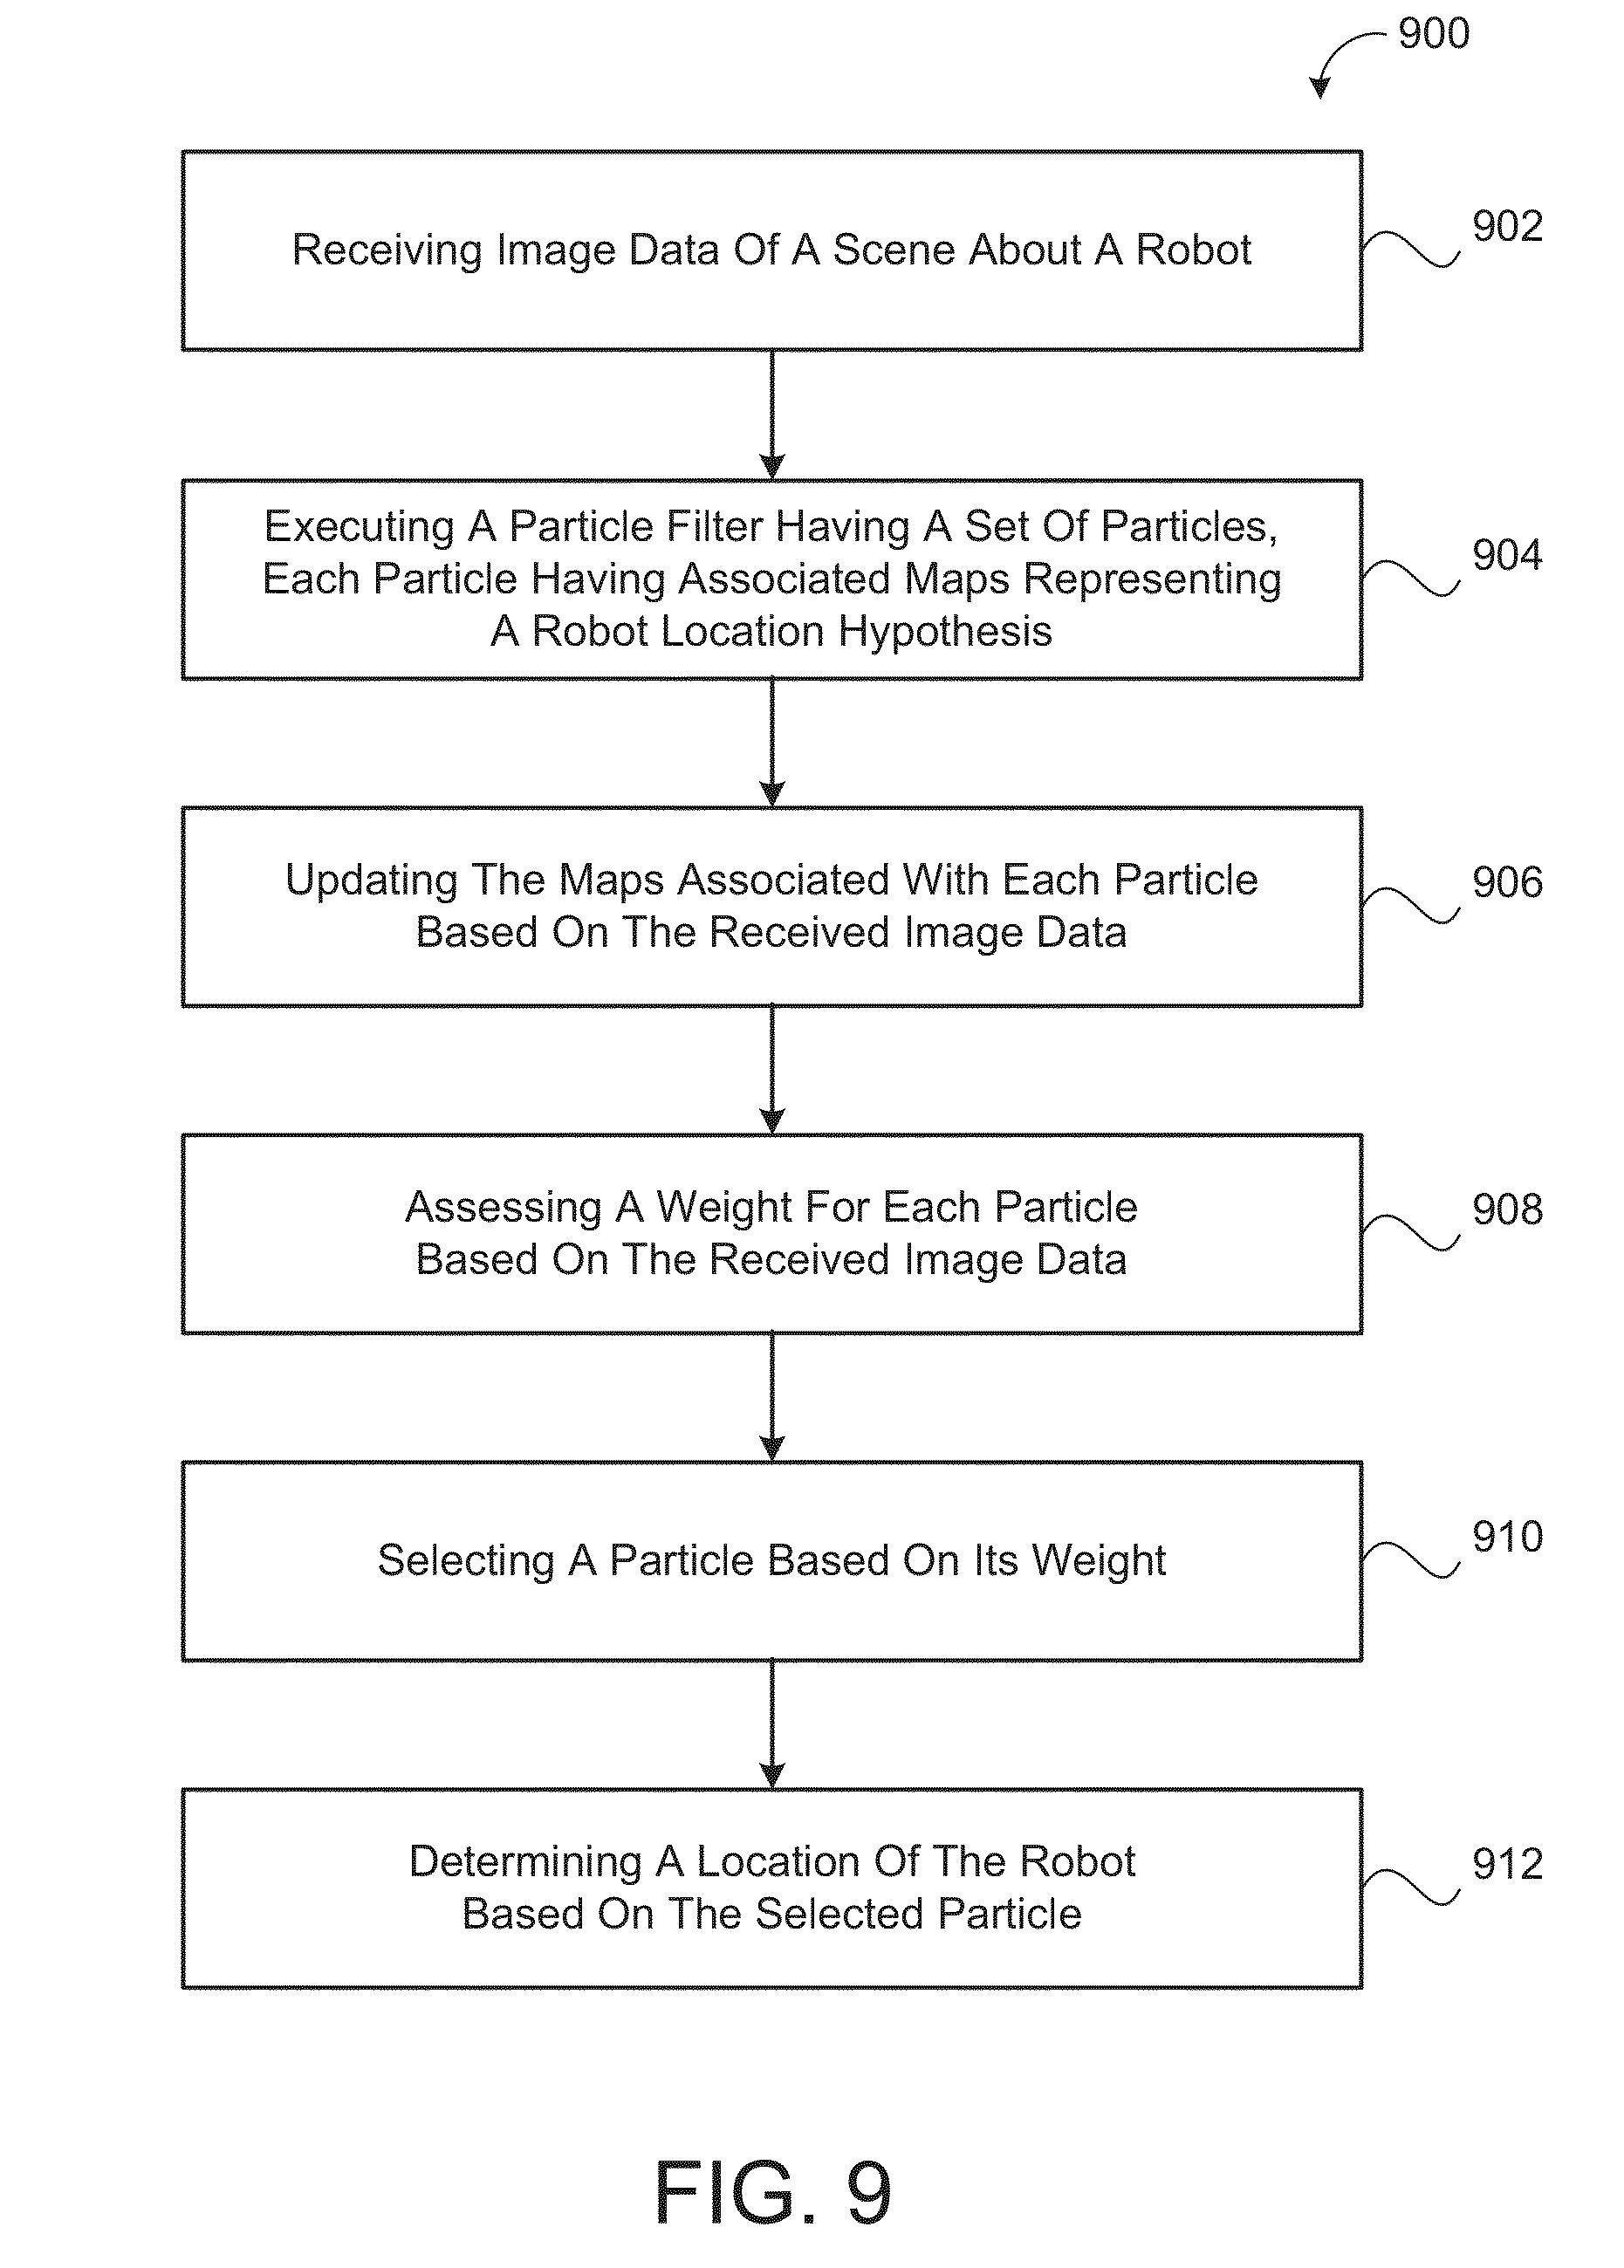 900
Receiving Image Data Of A Scene About A Robot
902
Executing A Particle Filter Having A Set Of Particles,
Each Particle Having Associated Maps Representing
A Robot Location Hypothesis
904
Updating The Maps Associated With Each Particle
Based On The Received Image Data
906
Assessing A Weight For Each Particle
Based On The Received Image Data
908
Selecting A Particle Based On Its Weight
910
Determining A Location Of The Robot
Based On The Selected Particle
912
FIG. 9